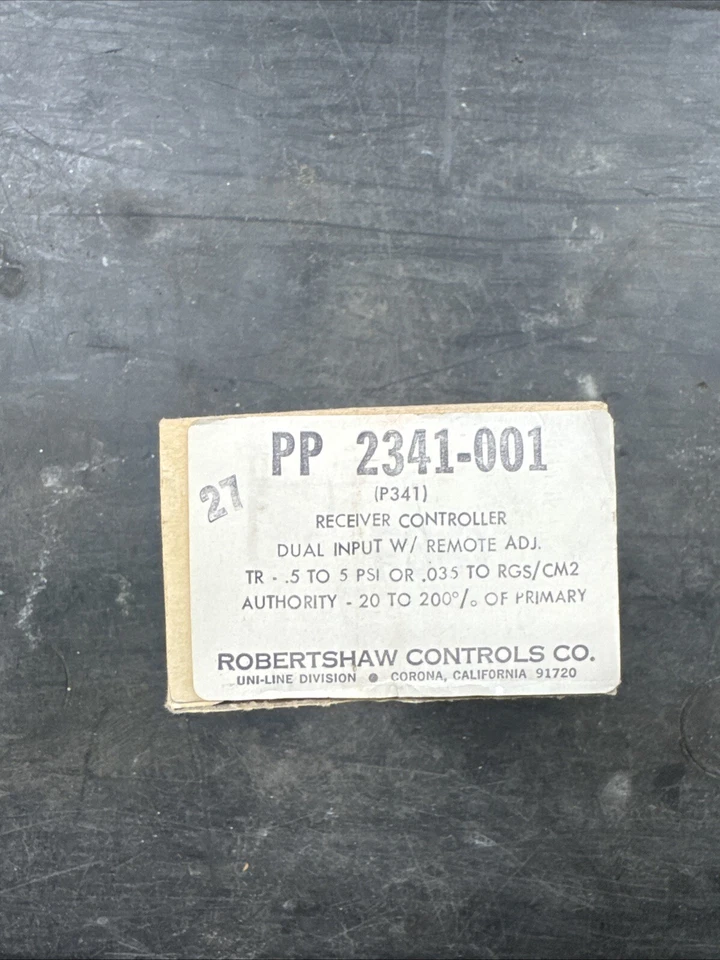 PP 2341-001
27
(P341)
RECEIVER CONTROLLER
DUAL INPUT W/ REMOTE ADJ.
TR - .5 TO 5 PSI OR .035 TO RGS/CM2
AUTHORITY - 20 TO 200% OF PRIMARY
ROBERTSHAW CONTROLS CO.
UNI-LINE DIVISION ● CORONA, CALIFORNIA 91720